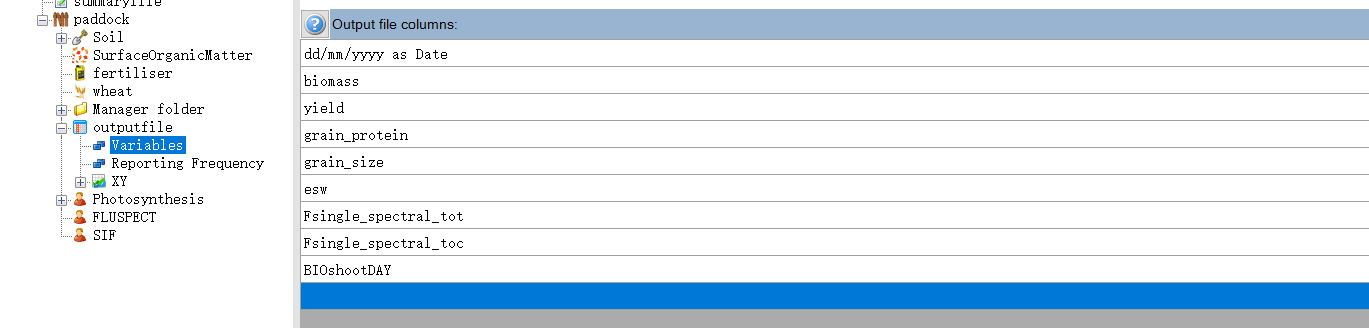 summaryfile
paddock
Soil
SurfaceOrganicMatter
fertiliser
wheat
Manager folder
outputfile
Variables
Reporting Frequency
XY
Photosynthesis
FLUSPECT
SIF
Output file columns:
dd/mm/yyyy as Date
biomass
yield
grain_protein
grain_size
esw
Fsingle_spectral_tot
Fsingle_spectral_toc
BIOshootDAY